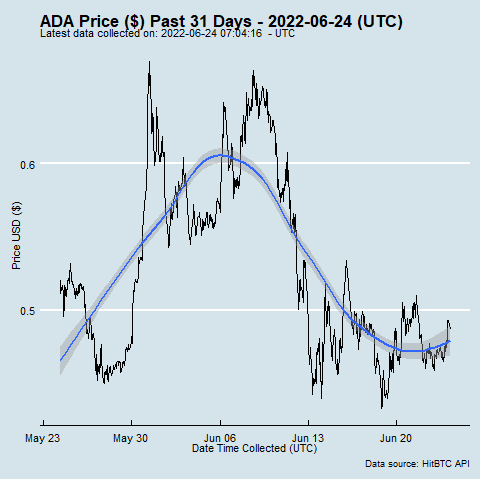 ADA Price ($) Past 31 Days - 2022-06-24 (UTC)
Latest data collected on: 2022-06-24 07:04:16 - UTC
0.6
0.5
Price USD ($)
May 23 May 30 Jun 06 Jun 13 Jun 20
Date Time Collected (UTC)
Data source: HitBTC API